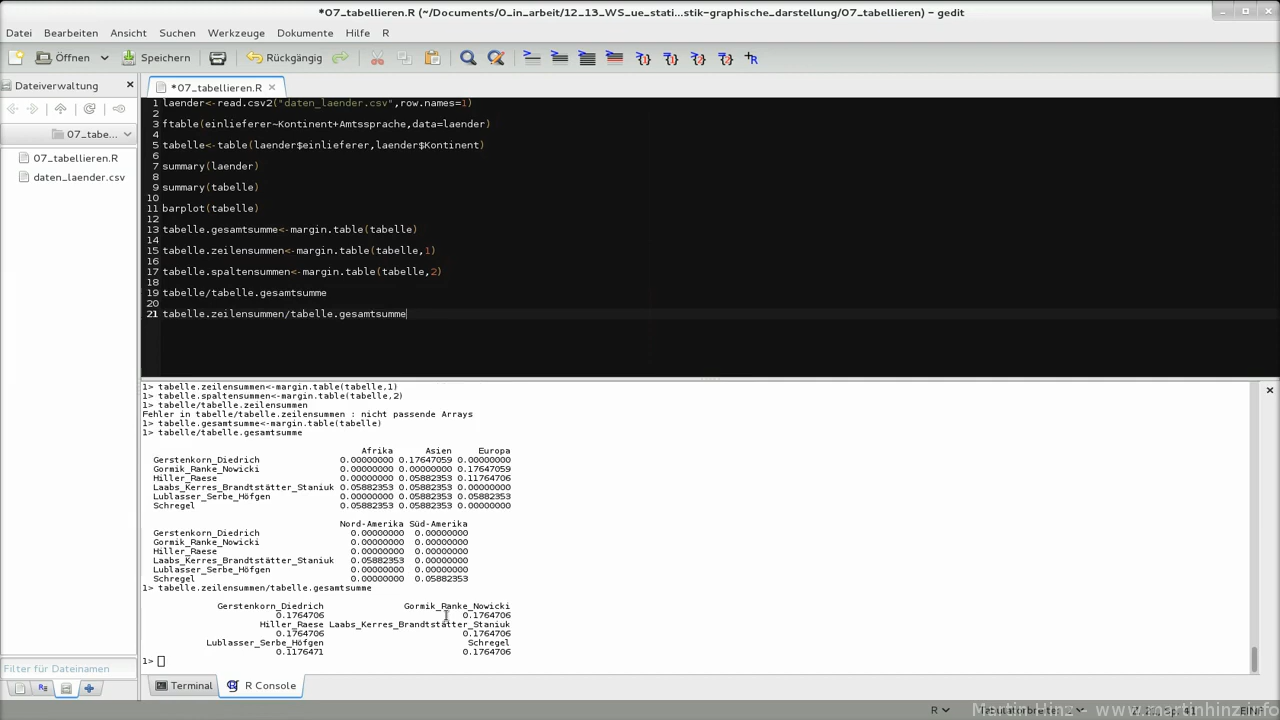 *07_tabellieren.R (~/Documents/0_in_arbeit/12_13_WS_ue_stati...stik-graphische_darstellung/07_tabellieren) – gedit
Datei Bearbeiten Ansicht Suchen Werkzeuge Dokumente Hilfe R
Öffnen Speichern Rückgängig
Dateiverwaltung
*07_tabellieren.R
07_tabe...
07_tabellieren.R
daten_laender.csv
1 laender<-read.csv2("daten_laender.csv",row.names=1)
2
3 ftable(einlieferer~Kontinent+Amtssprache,data=laender)
4
5 tabelle<-table(laender$einlieferer,laender$Kontinent)
6
7 summary(laender)
8
9 summary(tabelle)
10
11 barplot(tabelle)
12
13 tabelle.gesamtsumme<-margin.table(tabelle)
14
15 tabelle.zeilensummen<-margin.table(tabelle,1)
16
17 tabelle.spaltensummen<-margin.table(tabelle,2)
18
19 tabelle/tabelle.gesamtsumme
20
21 tabelle.zeilensummen/tabelle.gesamtsumme
1> tabelle.zeilensummen<-margin.table(tabelle,1)
1> tabelle.spaltensummen<-margin.table(tabelle,2)
1> tabelle/tabelle.zeilensummen
Fehler in tabelle/tabelle.zeilensummen : nicht passende Arrays
1> tabelle.gesamtsumme<-margin.table(tabelle)
1> tabelle/tabelle.gesamtsumme
Afrika Asien Europa
Gerstenkorn_Diedrich 0.00000000 0.17647059 0.00000000
Gormik_Ranke_Nowicki 0.00000000 0.00000000 0.17647059
Hiller_Raese 0.00000000 0.05882353 0.11764706
Laabs_Kerres_Brandtstätter_Staniuk 0.05882353 0.05882353 0.00000000
Lublasser_Serbe_Höfgen 0.00000000 0.05882353 0.05882353
Schregel 0.05882353 0.05882353 0.00000000
Nord-Amerika Süd-Amerika
Gerstenkorn_Diedrich 0.00000000 0.00000000
Gormik_Ranke_Nowicki 0.00000000 0.00000000
Hiller_Raese 0.00000000 0.00000000
Laabs_Kerres_Brandtstätter_Staniuk 0.05882353 0.00000000
Lublasser_Serbe_Höfgen 0.00000000 0.00000000
Schregel 0.00000000 0.05882353
1> tabelle.zeilensummen/tabelle.gesamtsumme
Gerstenkorn_Diedrich Gormik_Ranke_Nowicki
0.1764706 0.1764706
Hiller_Raese Laabs_Kerres_Brandtstätter_Staniuk
0.1764706 0.1764706
Lublasser_Serbe_Höfgen Schregel
0.1176471 0.1764706
1>
Filter für Dateinamen
Terminal R Console
R
Martin Hinz - www.martinhinz.info